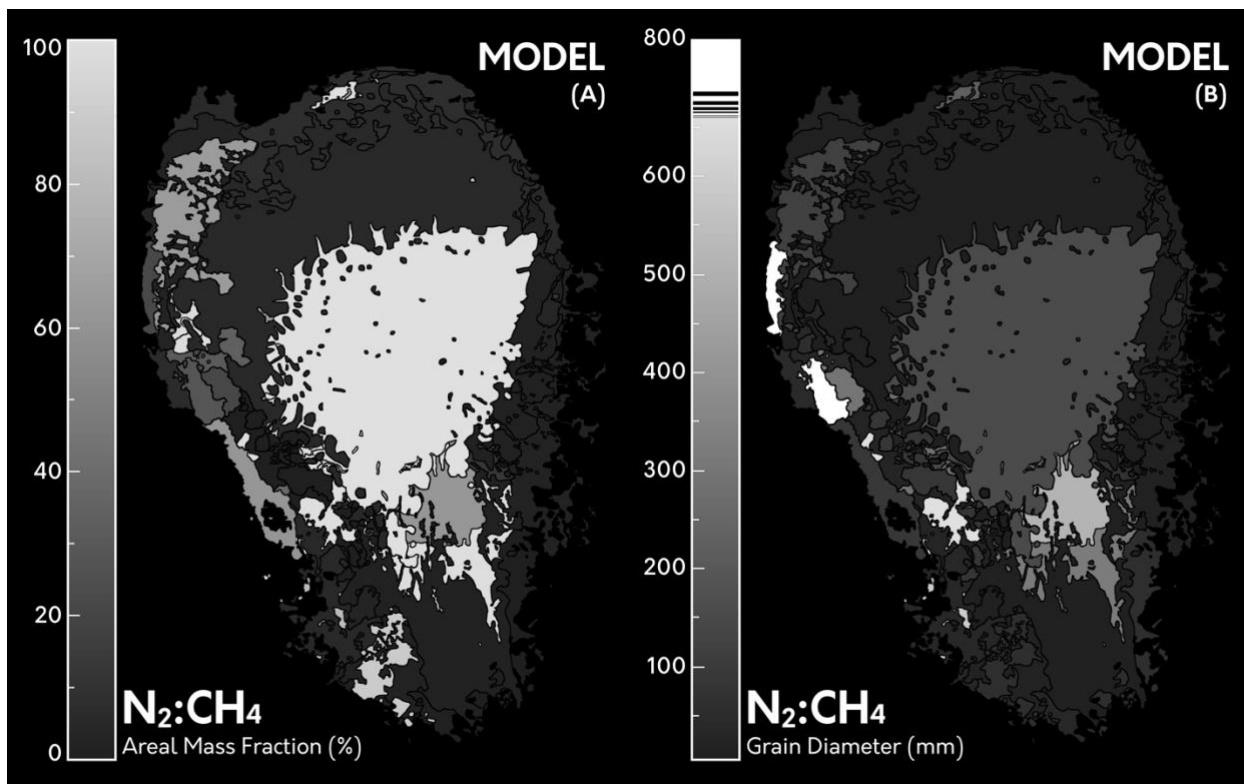 100
80
60
40
20
0
MODEL
(A)
N₂:CH₄
Areal Mass Fraction (%)
800
600
500
400
300
200
100
MODEL
(B)
N₂:CH₄
Grain Diameter (mm)